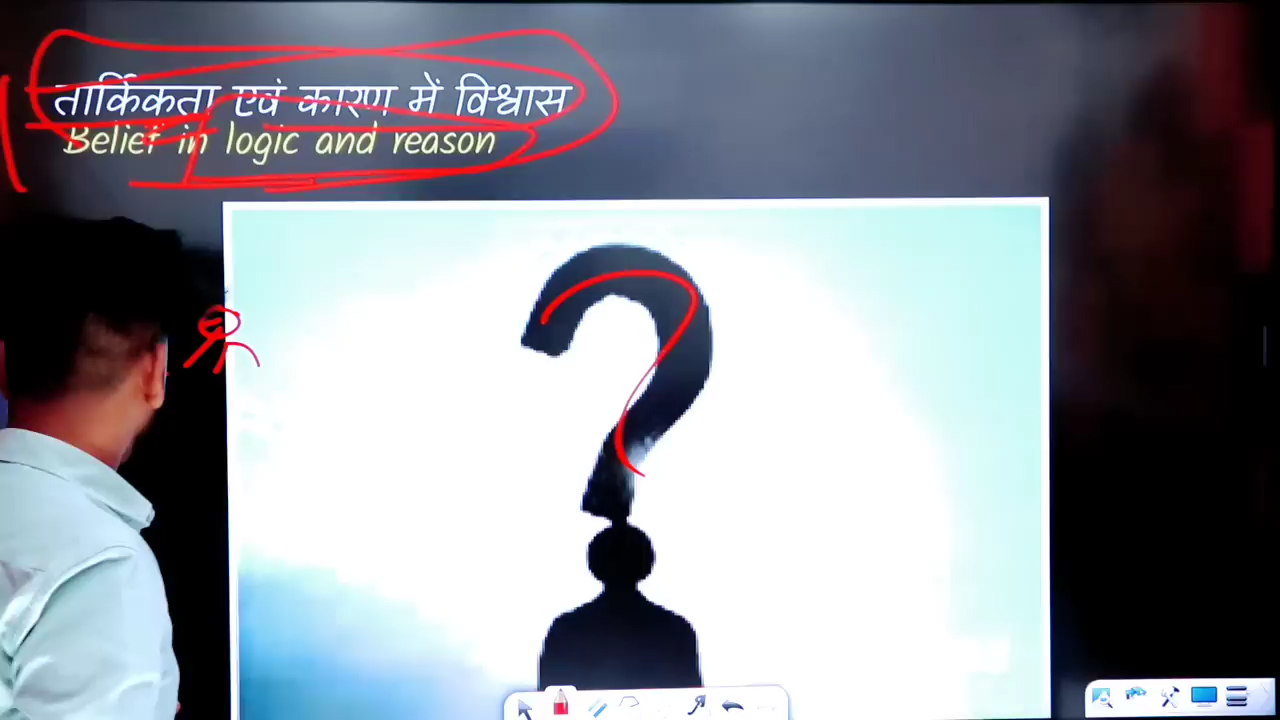 तार्किकता एवं कारण में विश्वास
Belief in logic and reason